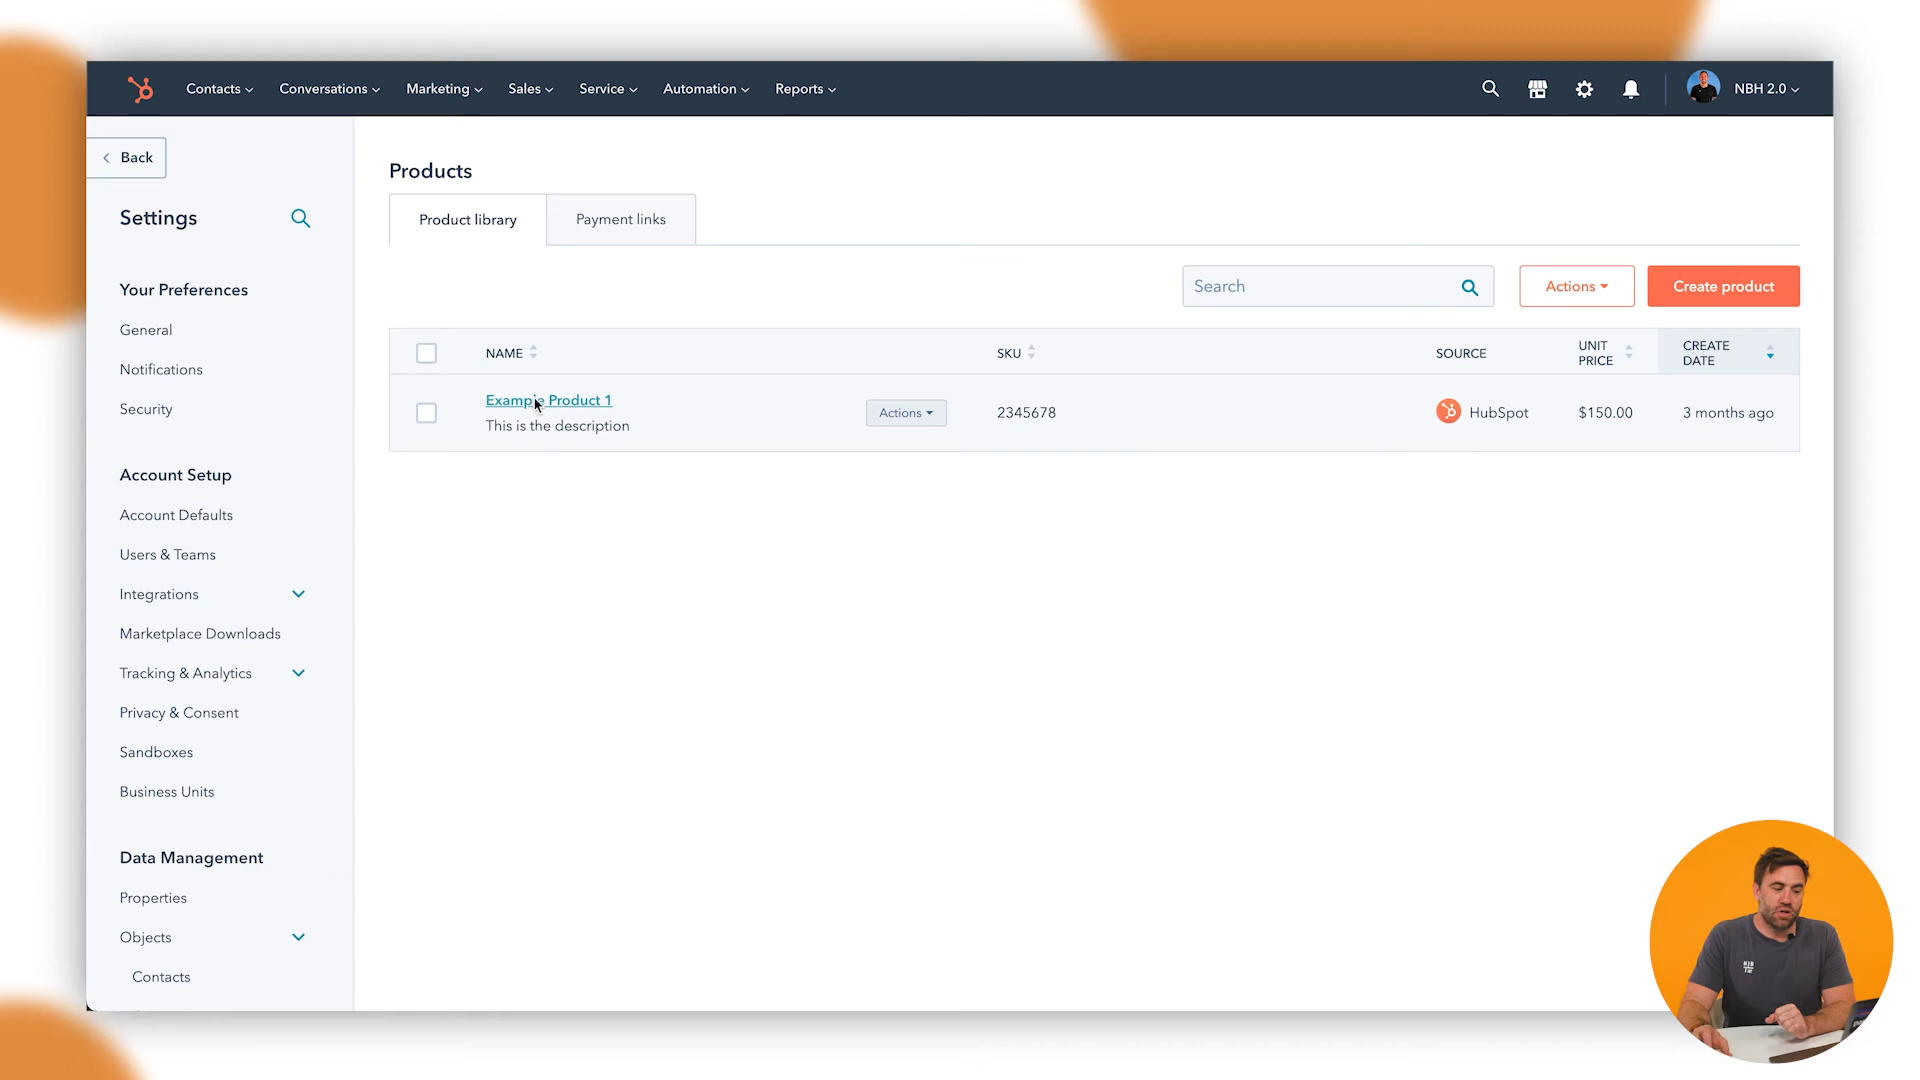 Contacts Conversations Marketing Sales Service Automation Reports NBH 2.0
Back
Settings
Your Preferences
General
Notifications
Security
Account Setup
Account Defaults
Users & Teams
Integrations
Marketplace Downloads
Tracking & Analytics
Privacy & Consent
Sandboxes
Business Units
Data Management
Properties
Objects
Contacts
Products
Product library Payment links
Search Actions Create product
NAME SKU SOURCE UNIT PRICE CREATE DATE
Example Product 1 Actions 2345678 HubSpot $150.00 3 months ago
This is the description